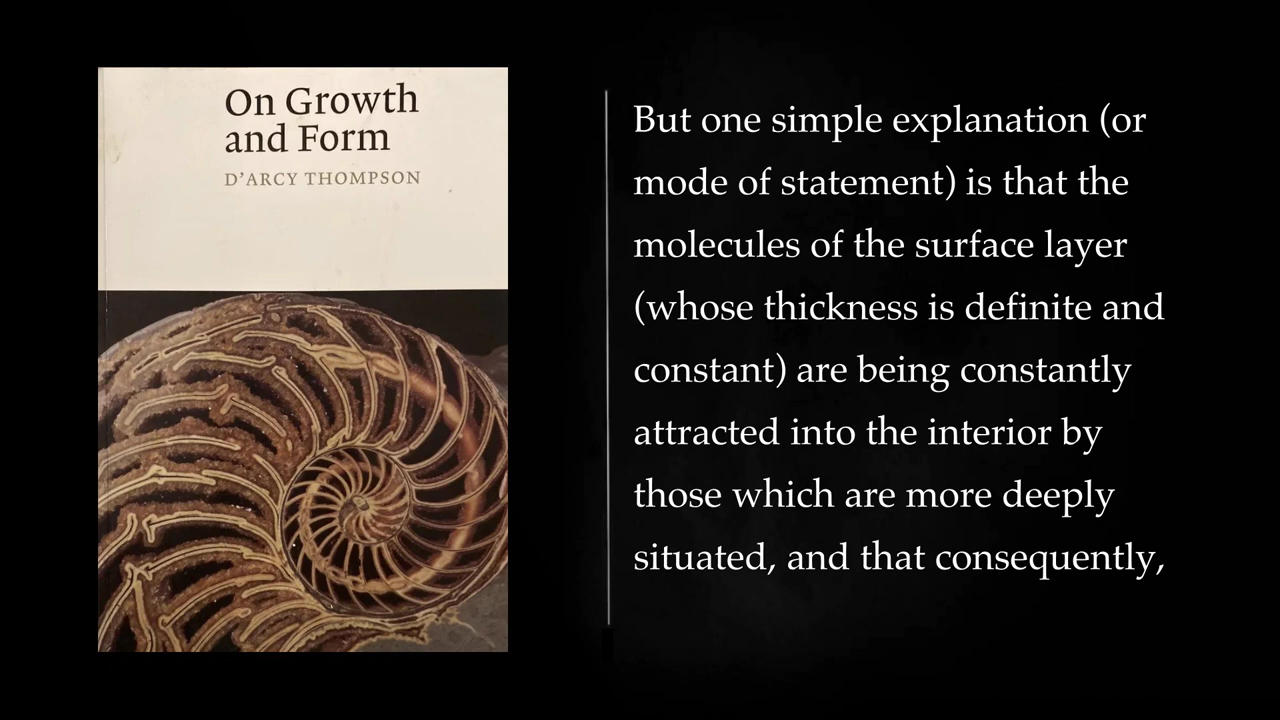 On Growth
and Form
D’ARCY THOMPSON
But one simple explanation (or
mode of statement) is that the
molecules of the surface layer
(whose thickness is definite and
constant) are being constantly
attracted into the interior by
those which are more deeply
situated, and that consequently,